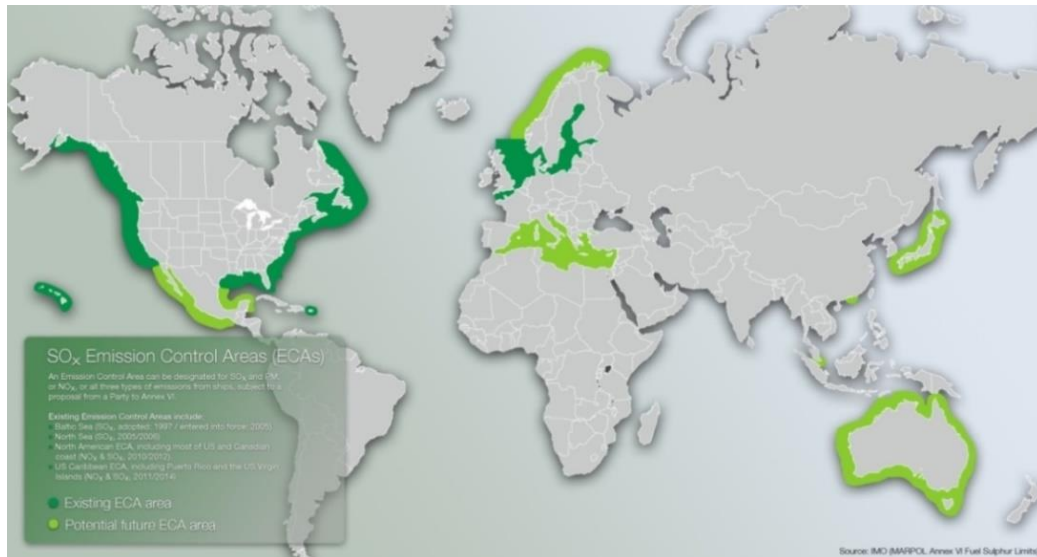 SOₓ Emission Control Areas (ECAs)
An Emission Control Area can be designated for SOₓ and PM,
or NOₓ, or all three types of emissions from ships, subject to a
proposal from a Party to Annex VI.
Existing Emission Control Areas include:
Baltic Sea (SOₓ, adopted: 1997 / entered into force: 2005)
North Sea (SOₓ, 2005/2006)
North American ECA, including most of US and Canadian
coast (NOₓ & SOₓ, 2010/2012)
US Caribbean ECA, including Puerto Rico and the US Virgin
Islands (NOₓ & SOₓ, 2011/2014)
Existing ECA area
Potential future ECA area
Source: IMO (MARPOL Annex VI Fuel Sulphur Limits